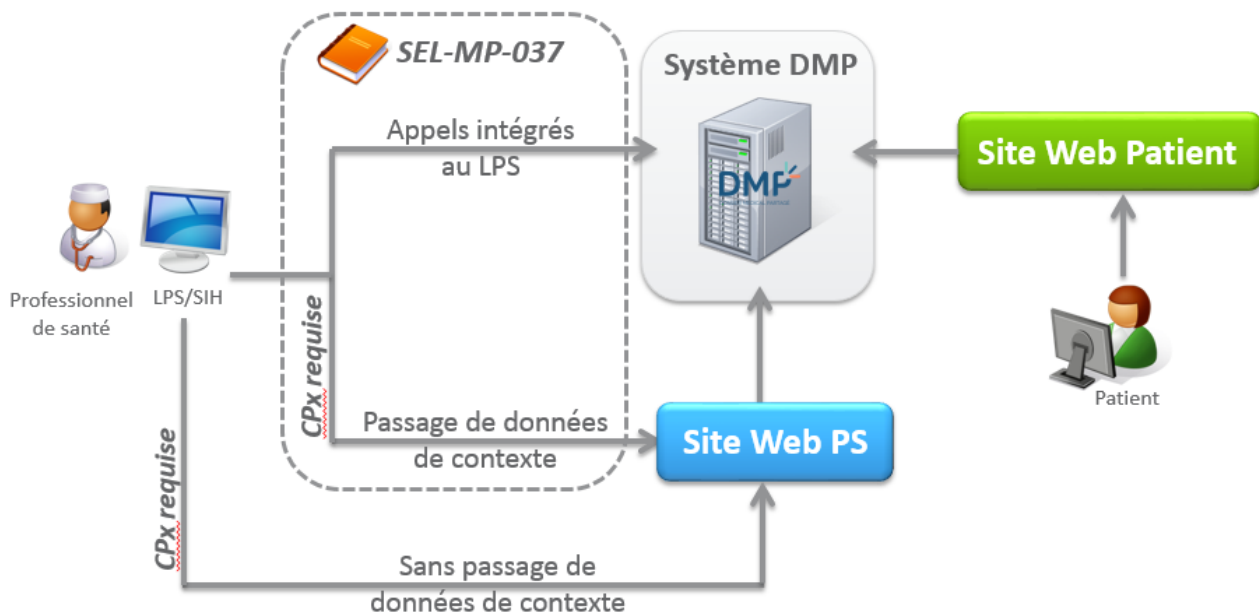 SEL-MP-037
Système DMP
Appels intégrés
au LPS
DMP
Site Web Patient
Professionnel
de santé
LPS/SIH
CPx requise
Passage de données
de contexte
Site Web PS
Patient
CPx requise
Sans passage de
données de contexte